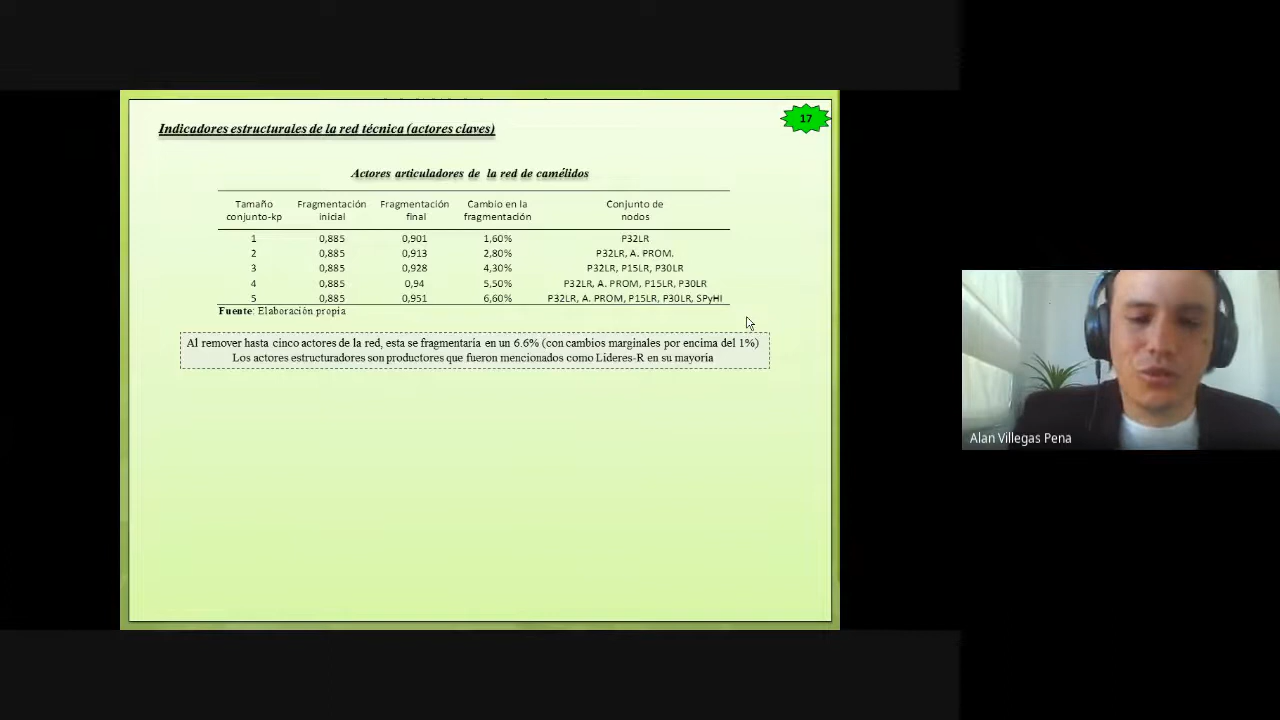 17
Indicadores estructurales de la red técnica (actores claves)
Actores articuladores de la red de camélidos
Tamaño conjunto-kp Fragmentación inicial Fragmentación final Cambio en la fragmentación Conjunto de nodos
1 0,885 0,901 1,60% P32LR
2 0,885 0,913 2,80% P32LR, A. PROM.
3 0,885 0,928 4,30% P32LR, P15LR, P30LR
4 0,885 0,94 5,50% P32LR, A. PROM, P15LR, P30LR
5 0,885 0,951 6,60% P32LR, A. PROM, P15LR, P30LR, SPyHI
Fuente: Elaboración propia
Al remover hasta cinco actores de la red, esta se fragmentaría en un 6.6% (con cambios marginales por encima del 1%)
Los actores estructuradores son productores que fueron mencionados como Lideres-R en su mayoría
Alan Villegas Pena